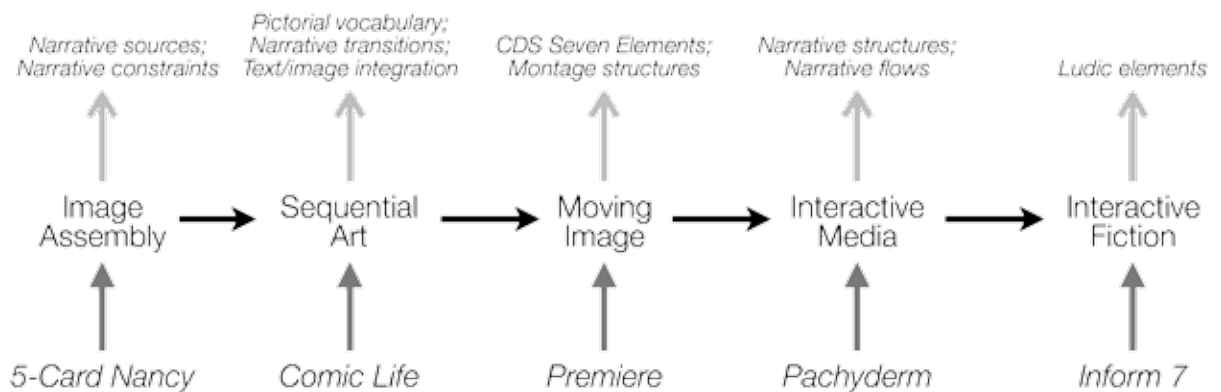 Narrative sources;
Narrative constraints
Pictorial vocabulary;
Narrative transitions;
Text/image integration
CDS Seven Elements;
Montage structures
Narrative structures;
Narrative flows
Ludic elements
Image
Assembly
Sequential
Art
Moving
Image
Interactive
Media
Interactive
Fiction
5-Card Nancy
Comic Life
Premiere
Pachyderm
Inform 7